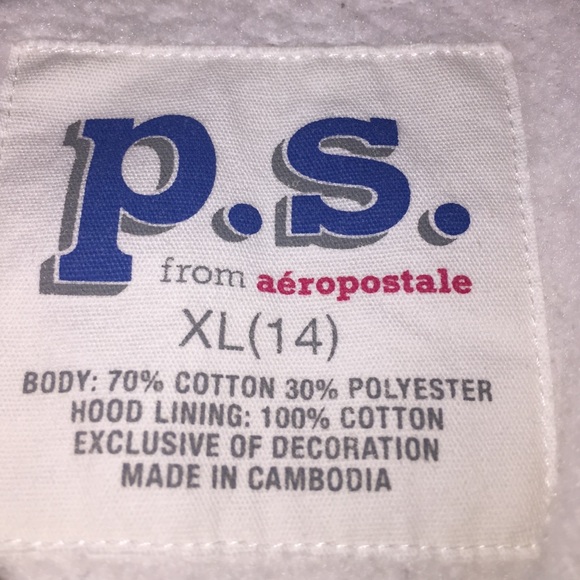 p.s.
from aéropostale
XL(14)
BODY: 70% COTTON 30% POLYESTER
HOOD LINING: 100% COTTON
EXCLUSIVE OF DECORATION
MADE IN CAMBODIA